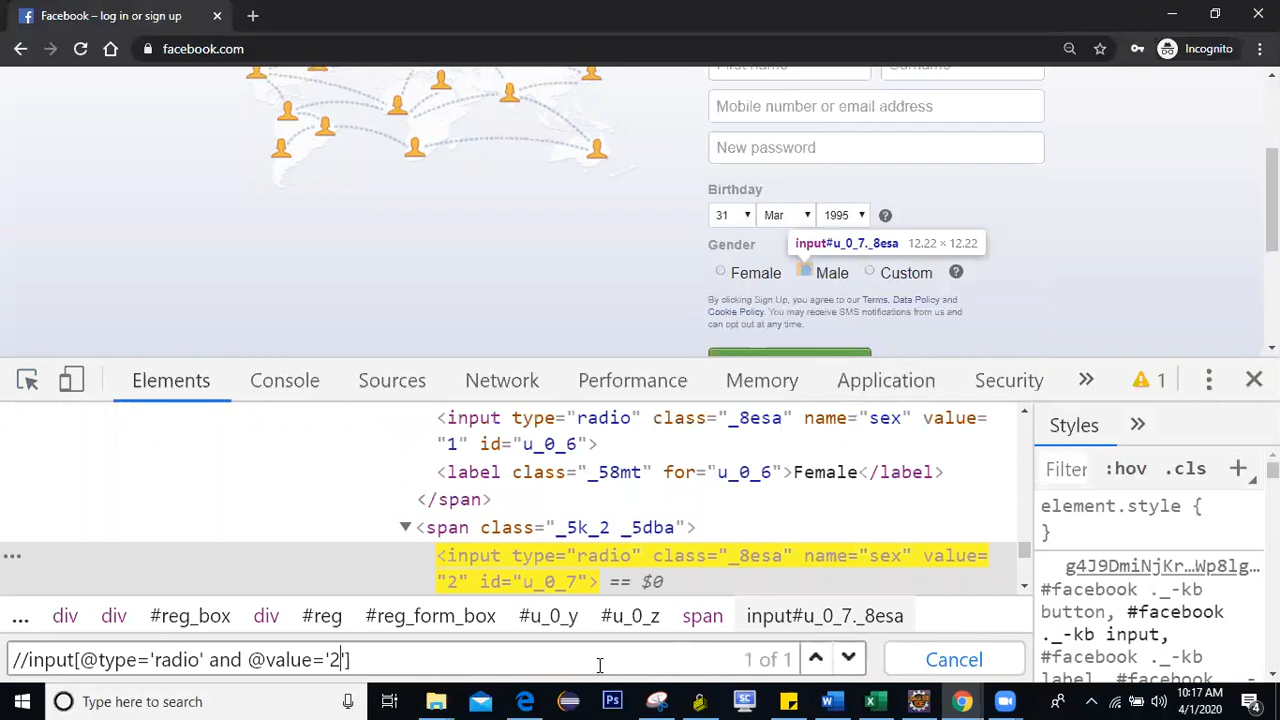 Facebook – log in or sign up
facebook.com
Incognito
First name
Surname
Mobile number or email address
New password
Birthday
31
Mar
1995
input#u_0_7._8esa 12.22 × 12.22
Gender
Female
Male
Custom
By clicking Sign Up, you agree to our Terms, Data Policy and
Cookie Policy. You may receive SMS notifications from us and
can opt out at any time.
Elements
Console
Sources
Network
Performance
Memory
Application
Security
1
<input type="radio" class="_8esa" name="sex" value=
"1" id="u_0_6">
<label class="_58mt" for="u_0_6">Female</label>
</span>
<span class="_5k_2 _5dba">
<input type="radio" class="_8esa" name="sex" value=
"2" id="u_0_7"> == $0
Styles
Filter
:hov
.cls
element.style {
}
g4J9DmiNjKr…Wp8lg…
#facebook ._-kb
button, #facebook
._-kb input,
#facebook ._-kb
label, #facebook
... div div #reg_box div #reg #reg_form_box #u_0_y #u_0_z span input#u_0_7._8esa
//input[@type='radio' and @value='2']
1 of 1
Cancel
Type here to search
10:17 AM
4/1/2020
4